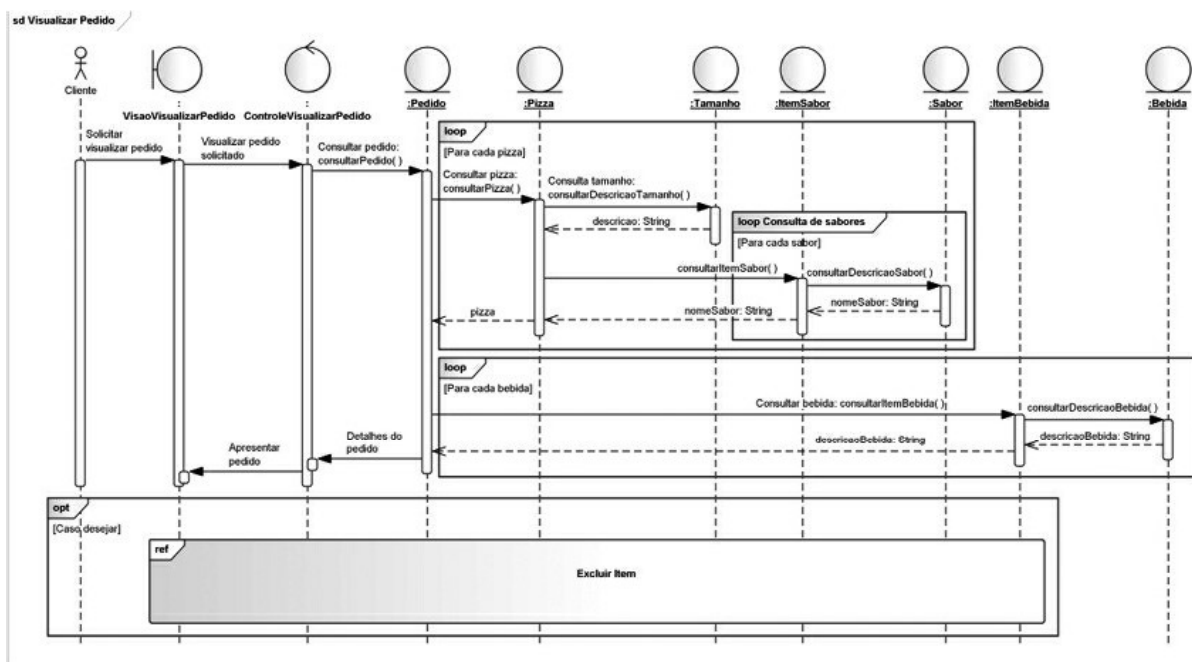 sd Visualizar Pedido
Cliente
:
VisaoVisualizarPedido
:
ControleVisualizarPedido
:Pedido
:Pizza
:Tamanho
:ItemSabor
:Sabor
:ItemBebida
:Bebida
Solicitar
visualizar pedido
Visualizar pedido
solicitado
Consultar pedido:
consultarPedido( )
loop
[Para cada pizza]
Consultar pizza:
consultarPizza( )
Consulta tamanho:
consultarDescricaoTamanho( )
descricao: String
loop Consulta de sabores
[Para cada sabor]
consultarItemSabor( )
consultarDescricaoSabor( )
nomeSabor: String
nomeSabor: String
pizza
loop
[Para cada bebida]
Consultar bebida: consultarItemBebida( )
consultarDescricaoBebida( )
descricaoBebida: String
descricaoBebida: String
Detalhes do
pedido
Apresentar
pedido
opt
[Caso desejar]
ref
Excluir Item